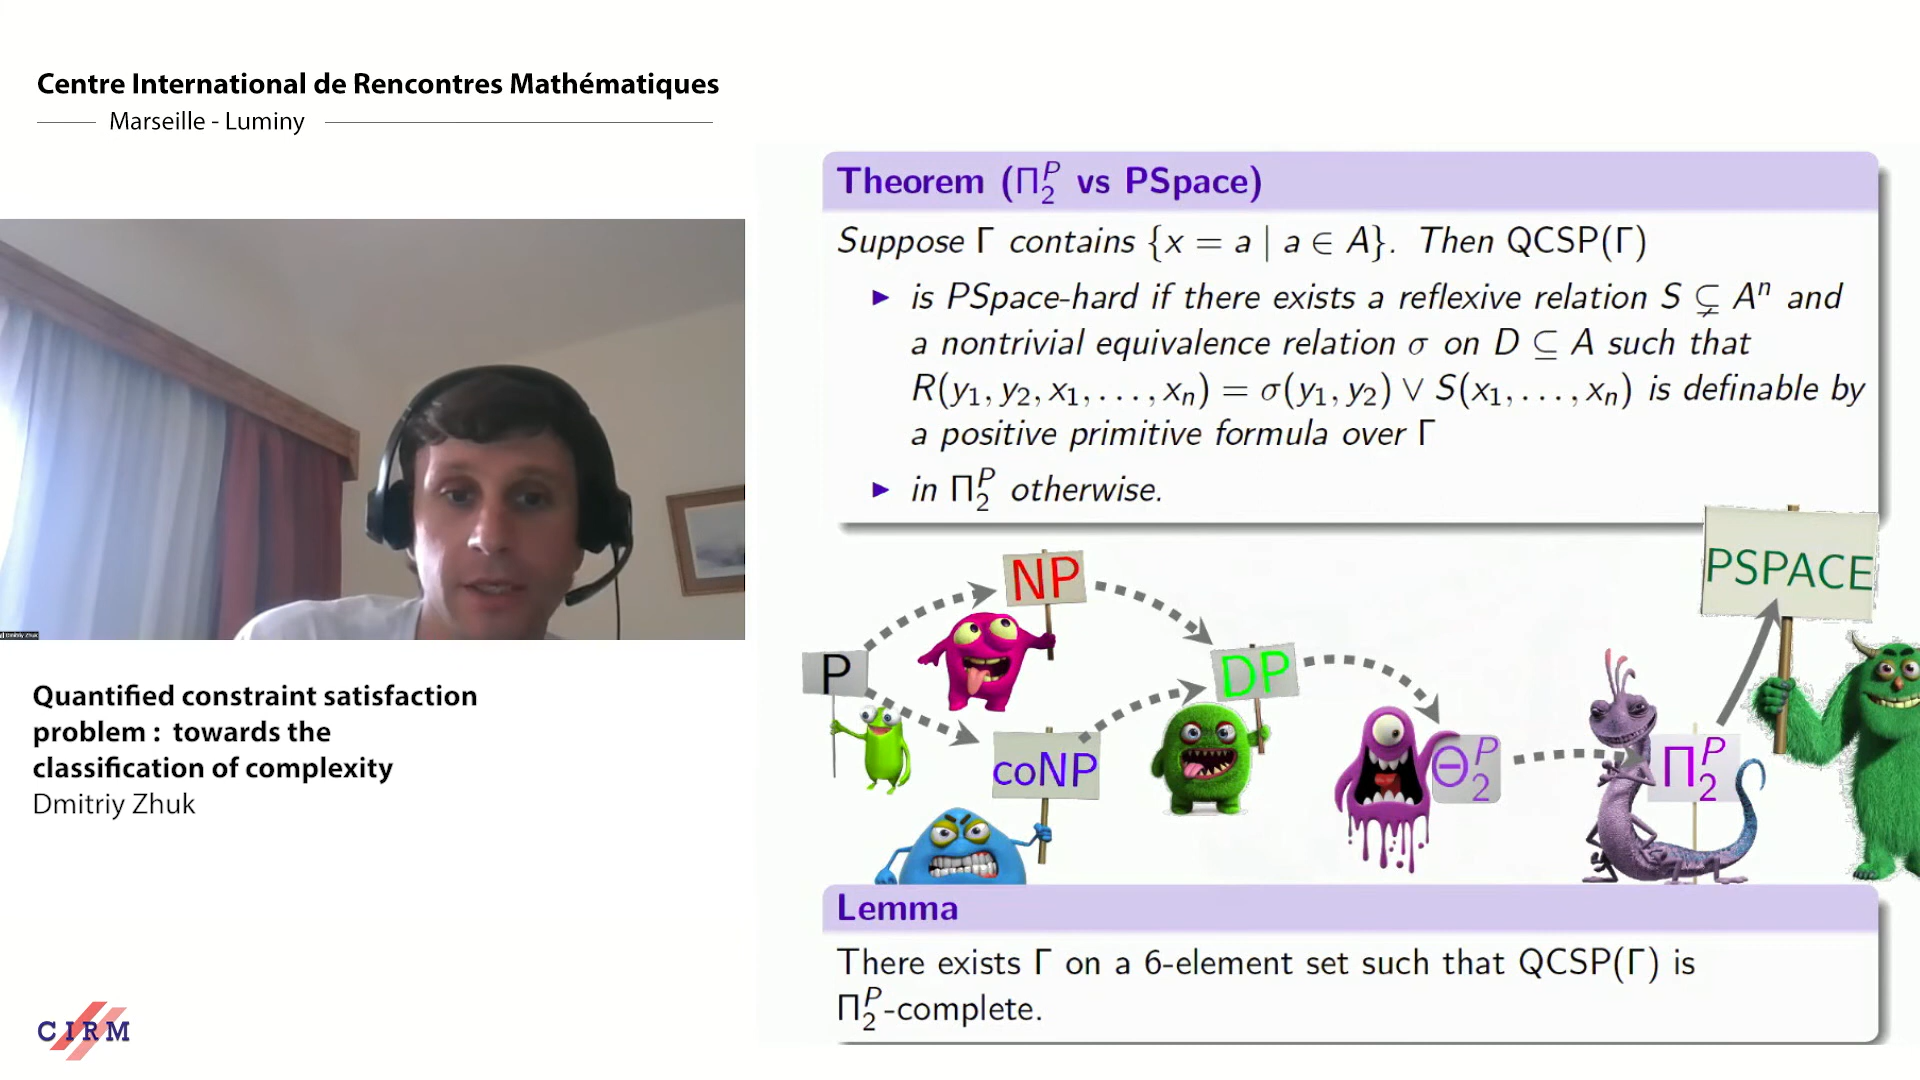 Centre International de Rencontres Mathématiques
Marseille - Luminy
Theorem (Π₂ᴾ vs PSpace)
Suppose Γ contains {x = a | a ∈ A}. Then QCSP(Γ)
▶ is PSpace-hard if there exists a reflexive relation S ⊊ Aⁿ and
a nontrivial equivalence relation σ on D ⊆ A such that
R(y₁, y₂, x₁, . . . , xₙ) = σ(y₁, y₂) ∨ S(x₁, . . . , xₙ) is definable by
a positive primitive formula over Γ
▶ in Π₂ᴾ otherwise.
PSPACE
NP
P
DP
coNP
Θ₂ᴾ
Π₂ᴾ
Dmitriy Zhuk
Quantified constraint satisfaction
problem : towards the
classification of complexity
Dmitriy Zhuk
Lemma
There exists Γ on a 6-element set such that QCSP(Γ) is
Π₂ᴾ-complete.
CIRM